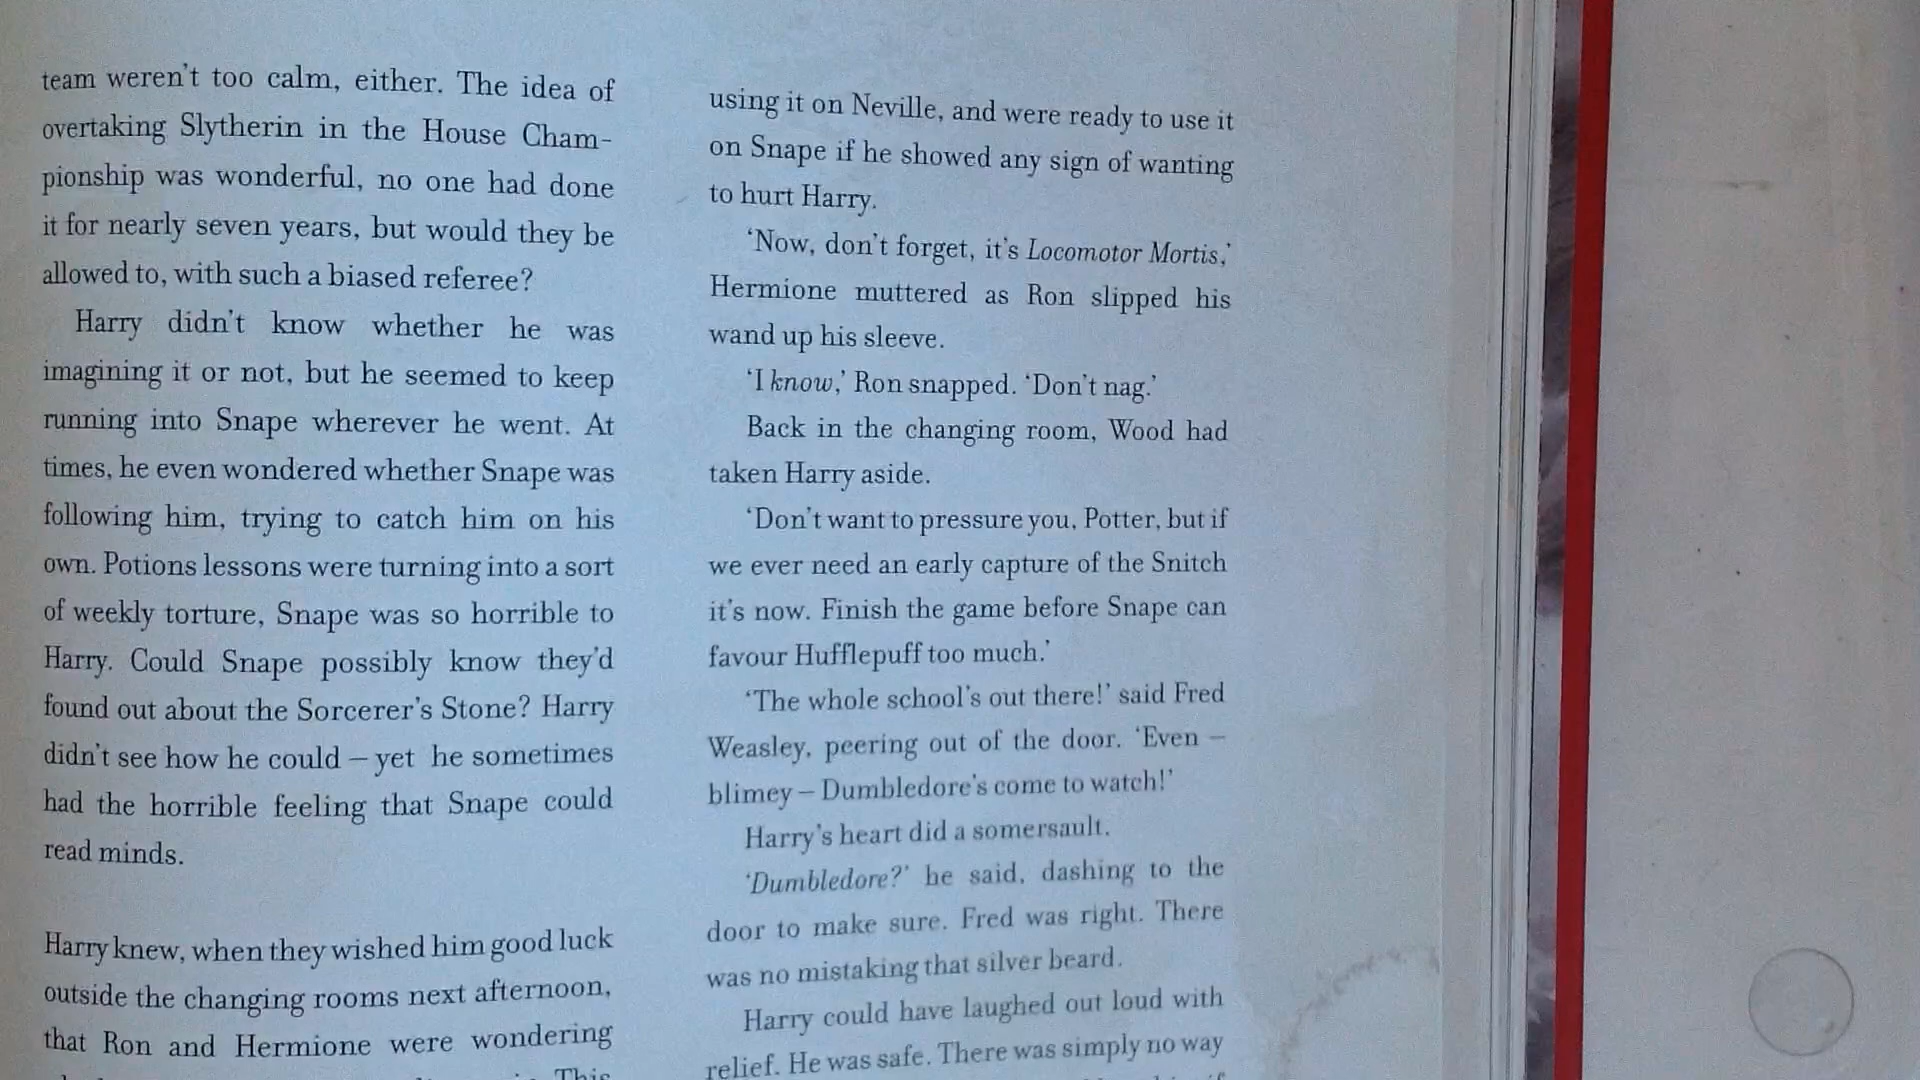 team weren't too calm, either. The idea of
overtaking Slytherin in the House Cham-
pionship was wonderful, no one had done
it for nearly seven years, but would they be
allowed to, with such a biased referee?
Harry didn't know whether he was
imagining it or not, but he seemed to keep
running into Snape wherever he went. At
times, he even wondered whether Snape was
following him, trying to catch him on his
own. Potions lessons were turning into a sort
of weekly torture, Snape was so horrible to
Harry. Could Snape possibly know they'd
found out about the Sorcerer's Stone? Harry
didn't see how he could – yet he sometimes
had the horrible feeling that Snape could
read minds.
Harry knew, when they wished him good luck
outside the changing rooms next afternoon,
that Ron and Hermione were wondering
This
using it on Neville, and were ready to use it
on Snape if he showed any sign of wanting
to hurt Harry.
'Now, don't forget, it's Locomotor Mortis,'
Hermione muttered as Ron slipped his
wand up his sleeve.
'I know,' Ron snapped. 'Don't nag.'
Back in the changing room, Wood had
taken Harry aside.
'Don't want to pressure you, Potter, but if
we ever need an early capture of the Snitch
it's now. Finish the game before Snape can
favour Hufflepuff too much.'
'The whole school's out there!' said Fred
Weasley, peering out of the door. 'Even –
blimey – Dumbledore's come to watch!'
Harry's heart did a somersault.
'Dumbledore?' he said, dashing to the
door to make sure. Fred was right. There
was no mistaking that silver beard.
Harry could have laughed out loud with
relief. He was safe. There was simply no way